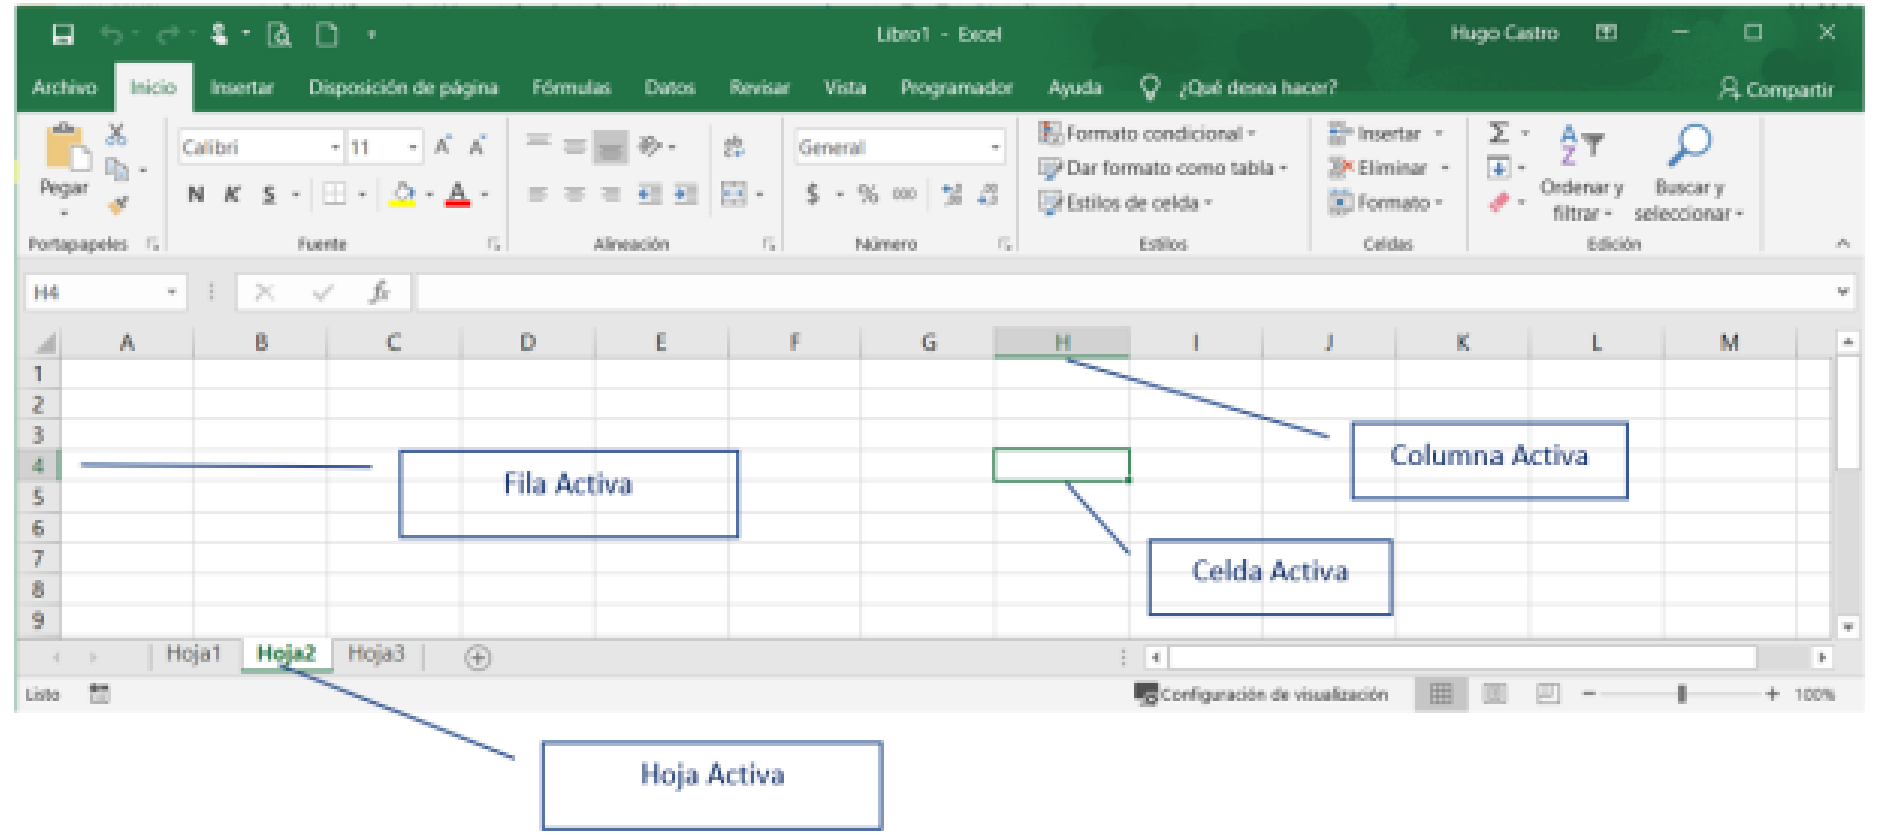 Libro1 - Excel
Hugo Castro
Archivo Inicio Insertar Disposición de página Fórmulas Datos Revisar Vista Programador Ayuda ¿Qué desea hacer? Compartir
Calibri 11 General
Formato condicional
Insertar
Pegar
Dar formato como tabla
Eliminar
Ordenar y filtrar
Buscar y seleccionar
N K S $ % 000
Estilos de celda
Formato
Portapapeles Fuente Alineación Número Estilos Celdas Edición
H4 fx
A B C D E F G H I J K L M
1
2
3
4
5
6
7
8
9
Columna Activa
Fila Activa
Celda Activa
Hoja1 Hoja2 Hoja3
Listo Configuración de visualización 100%
Hoja Activa